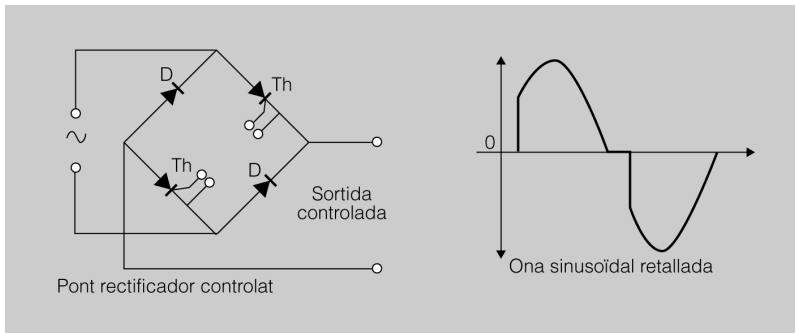 D
Th
Th
D
Sortida
controlada
Pont rectificador controlat
0
Ona sinusoïdal retallada